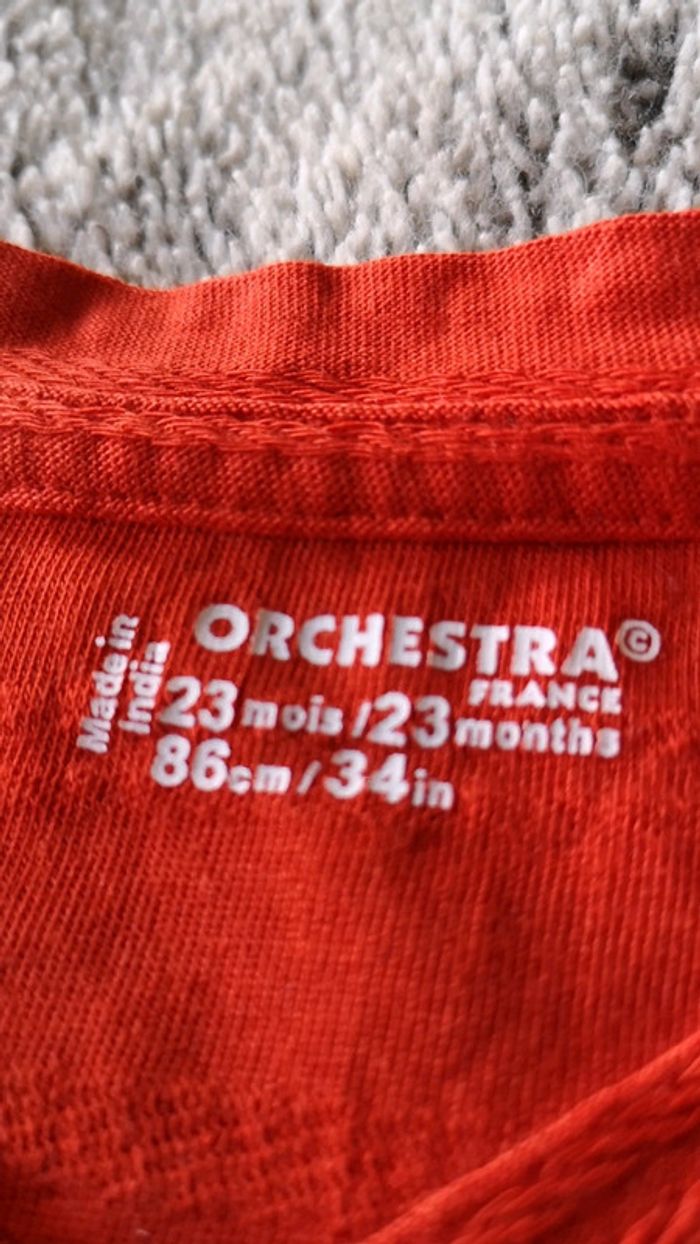 ORCHESTRA©
FRANCE
Made in
India
23 mois / 23 months
86cm / 34in